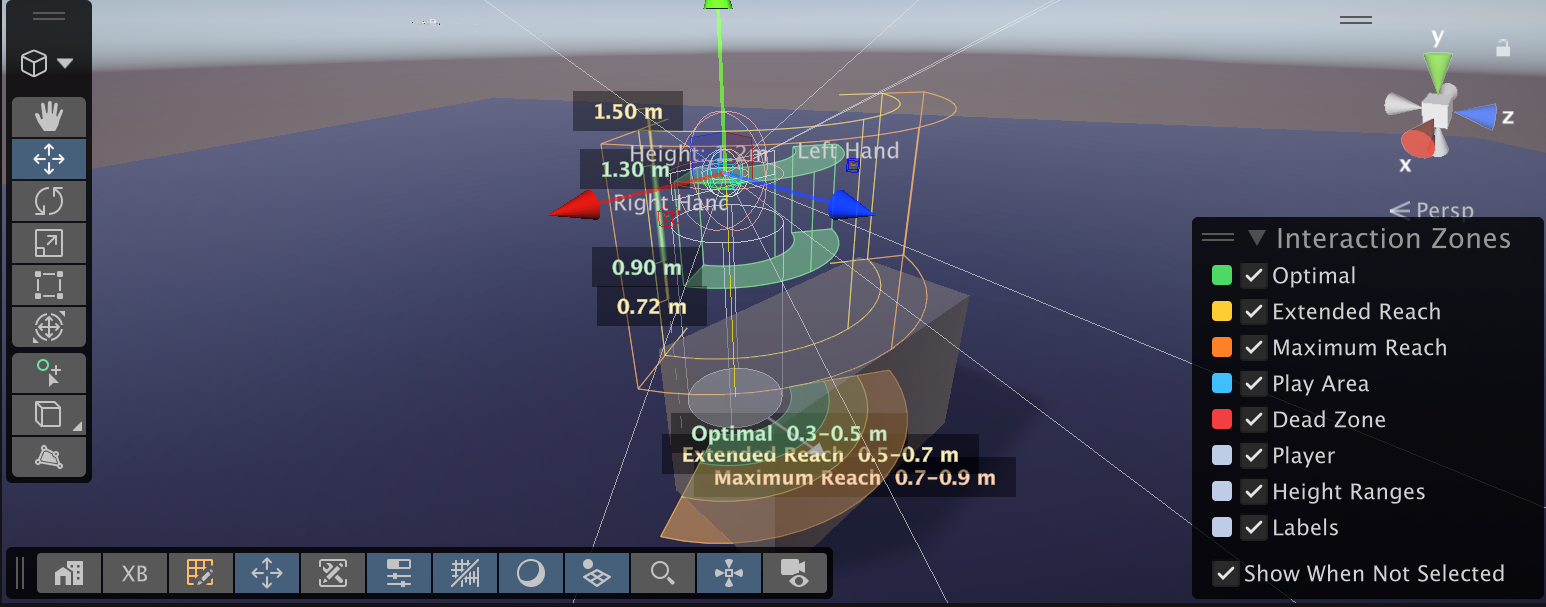 y
z
x
Persp
1.50 m
Height: 1.2m
Left Hand
1.30 m
Right Hand
0.90 m
0.72 m
Optimal 0.3–0.5 m
Extended Reach 0.5–0.7 m
Maximum Reach 0.7–0.9 m
Interaction Zones
Optimal
Extended Reach
Maximum Reach
Play Area
Dead Zone
Player
Height Ranges
Labels
Show When Not Selected
XB